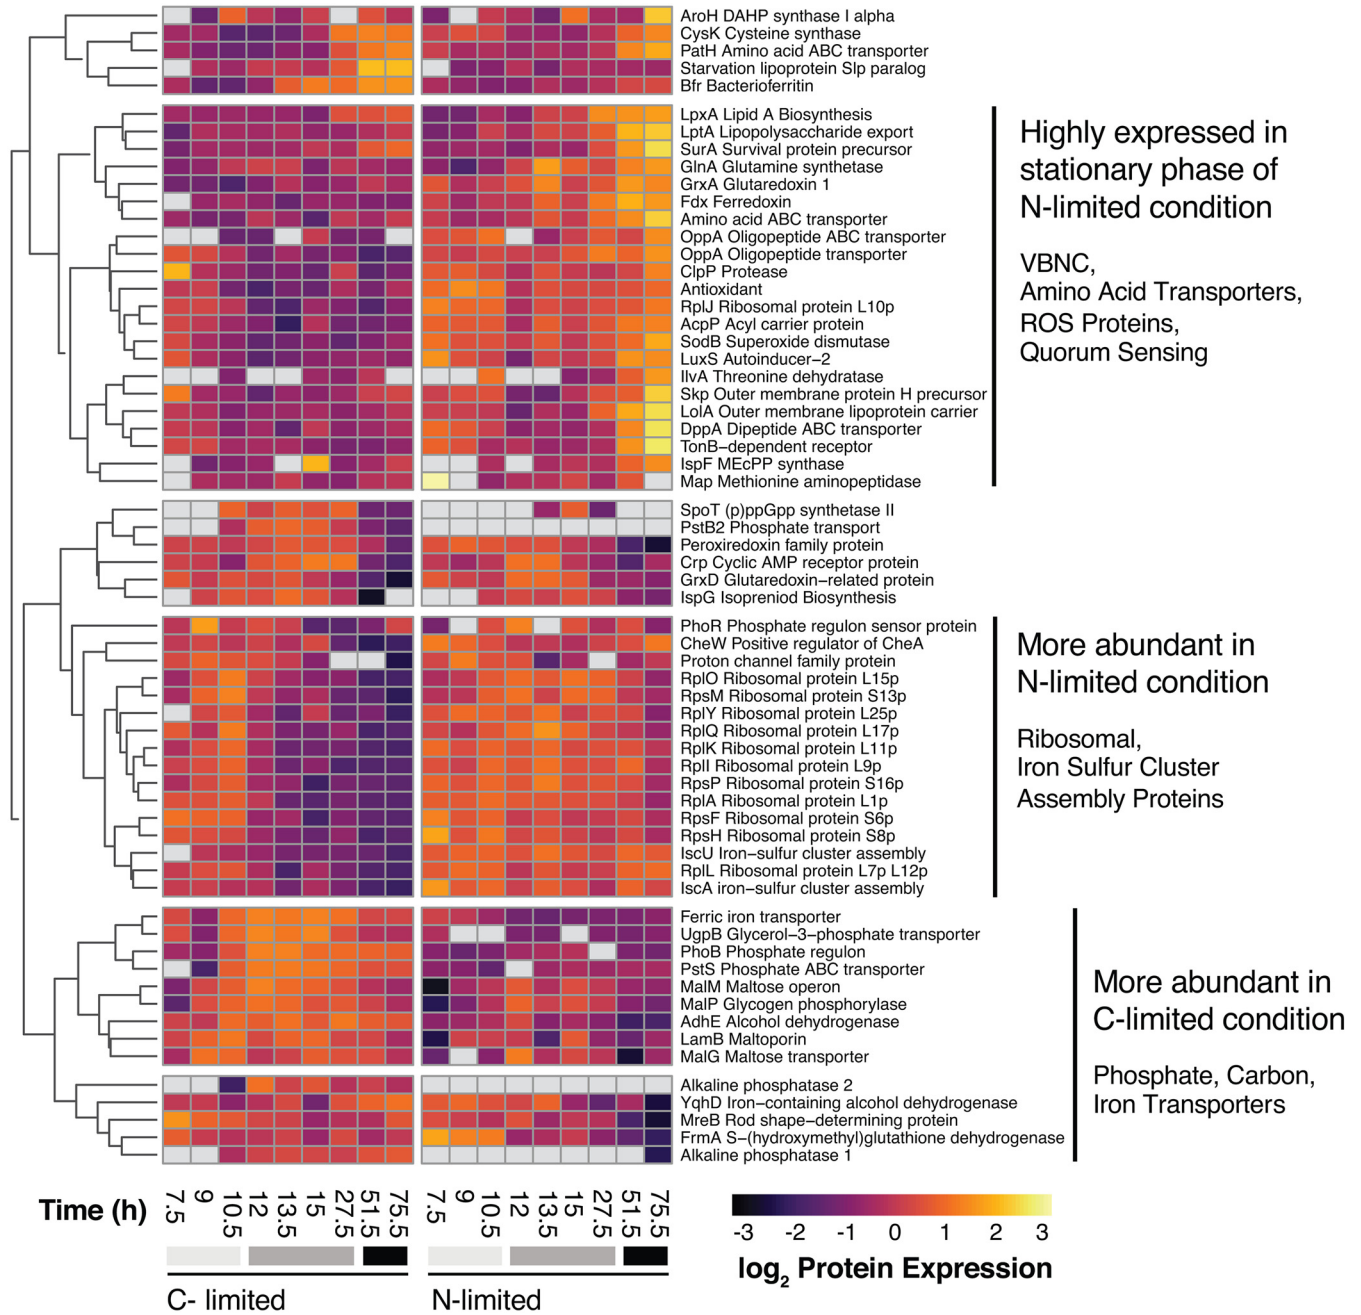 AroH DAHP synthase I alpha
CysK Cysteine synthase
PatH Amino acid ABC transporter
Starvation lipoprotein Slp paralog
Bfr Bacterioferritin
LpxA Lipid A Biosynthesis
LptA Lipopolysaccharide export
SurA Survival protein precursor
GlnA Glutamine synthetase
GrxA Glutaredoxin 1
Fdx Ferredoxin
Amino acid ABC transporter
OppA Oligopeptide ABC transporter
OppA Oligopeptide transporter
ClpP Protease
Antioxidant
RplJ Ribosomal protein L10p
AcpP Acyl carrier protein
SodB Superoxide dismutase
LuxS Autoinducer−2
IlvA Threonine dehydratase
Skp Outer membrane protein H precursor
LolA Outer membrane lipoprotein carrier
DppA Dipeptide ABC transporter
TonB−dependent receptor
IspF MEcPP synthase
Map Methionine aminopeptidase
Highly expressed in
stationary phase of
N-limited condition
VBNC,
Amino Acid Transporters,
ROS Proteins,
Quorum Sensing
SpoT (p)ppGpp synthetase II
PstB2 Phosphate transport
Peroxiredoxin family protein
Crp Cyclic AMP receptor protein
GrxD Glutaredoxin−related protein
IspG Isopreniod Biosynthesis
PhoR Phosphate regulon sensor protein
CheW Positive regulator of CheA
Proton channel family protein
RplO Ribosomal protein L15p
RpsM Ribosomal protein S13p
RplY Ribosomal protein L25p
RplQ Ribosomal protein L17p
RplK Ribosomal protein L11p
RplI Ribosomal protein L9p
RpsP Ribosomal protein S16p
RplA Ribosomal protein L1p
RpsF Ribosomal protein S6p
RpsH Ribosomal protein S8p
IscU Iron−sulfur cluster assembly
RplL Ribosomal protein L7p L12p
IscA iron−sulfur cluster assembly
More abundant in
N-limited condition
Ribosomal,
Iron Sulfur Cluster
Assembly Proteins
Ferric iron transporter
UgpB Glycerol−3−phosphate transporter
PhoB Phosphate regulon
PstS Phosphate ABC transporter
MalM Maltose operon
MalP Glycogen phosphorylase
AdhE Alcohol dehydrogenase
LamB Maltoporin
MalG Maltose transporter
Alkaline phosphatase 2
YqhD Iron−containing alcohol dehydrogenase
MreB Rod shape−determining protein
FrmA S−(hydroxymethyl)glutathione dehydrogenase
Alkaline phosphatase 1
More abundant in
C-limited condition
Phosphate, Carbon,
Iron Transporters
Time (h)
7.5 9 10.5 12 13.5 15 27.5 51.5 75.5
7.5 9 10.5 12 13.5 15 27.5 51.5 75.5
C- limited
N-limited
-3 -2 -1 0 1 2 3
log2 Protein Expression